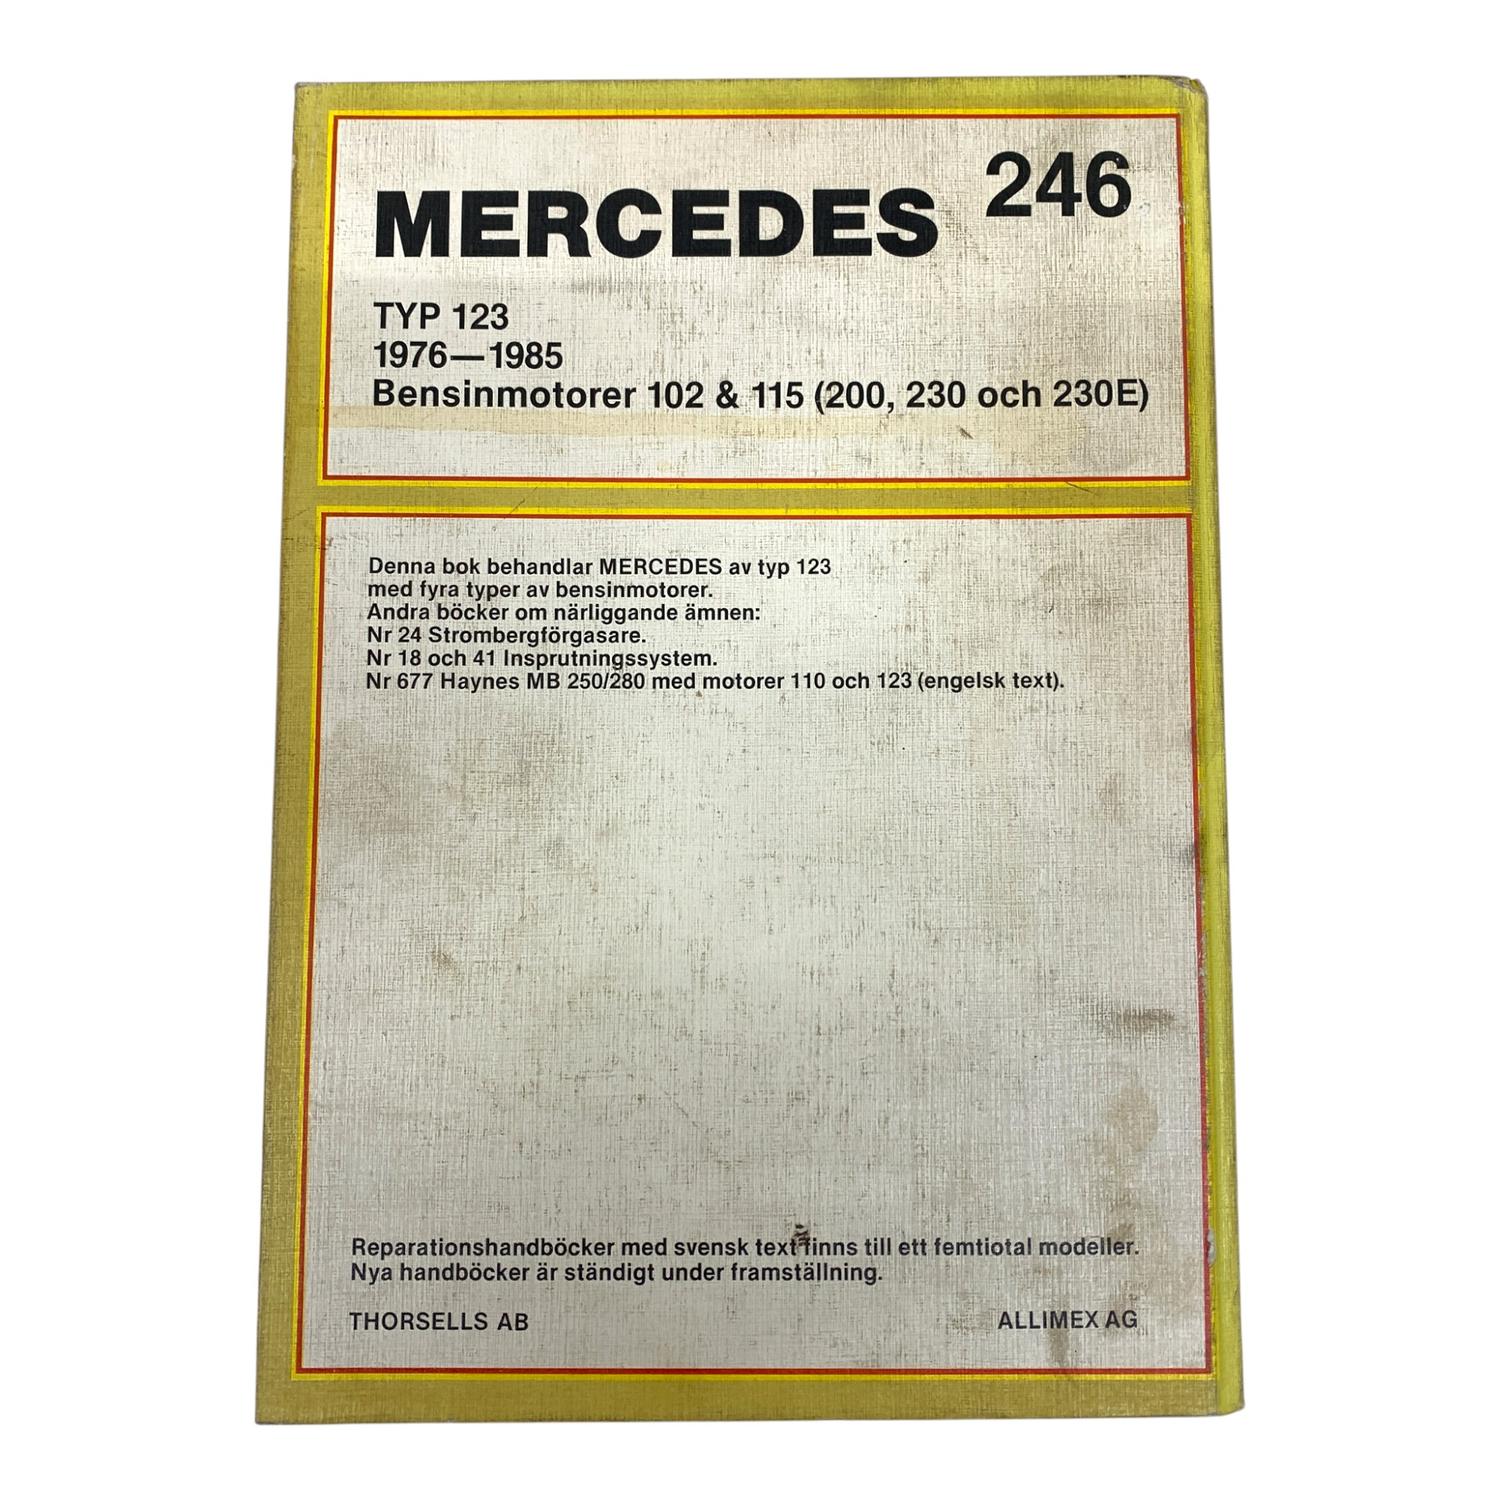 246
MERCEDES
TYP 123
1976—1985
Bensinmotorer 102 & 115 (200, 230 och 230E)
Denna bok behandlar MERCEDES av typ 123
med fyra typer av bensinmotorer.
Andra böcker om närliggande ämnen:
Nr 24 Strombergförgasare.
Nr 18 och 41 Insprutningssystem.
Nr 677 Haynes MB 250/280 med motorer 110 och 123 (engelsk text).
Reparationshandböcker med svensk text finns till ett femtiotal modeller.
Nya handböcker är ständigt under framställning.
THORSELLS AB
ALLIMEX AG